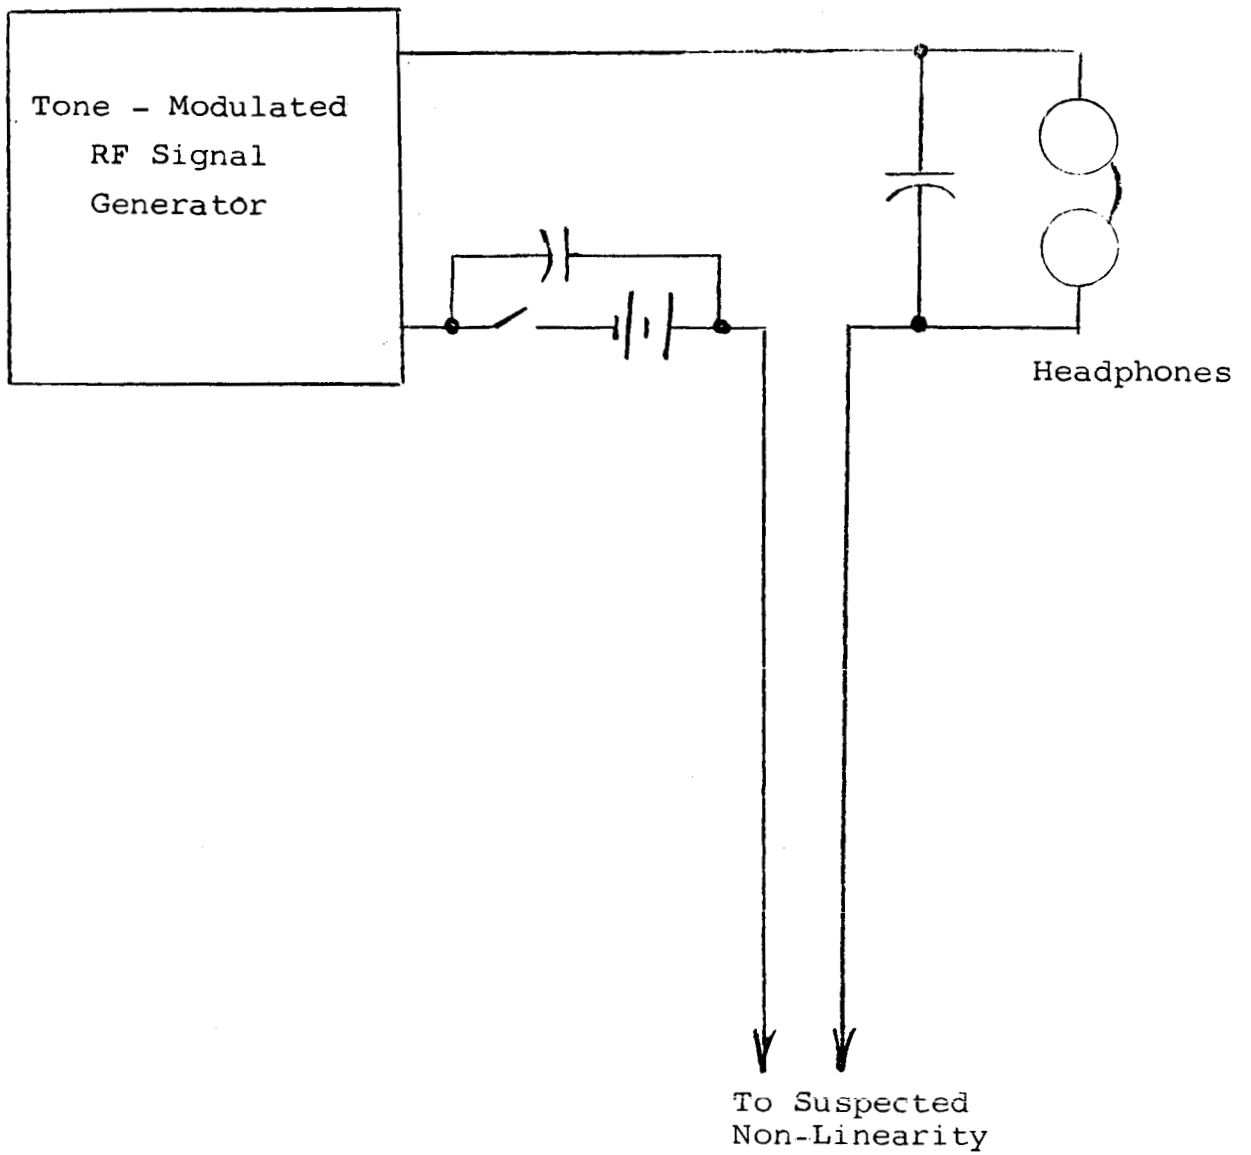 Tone - Modulated
RF Signal
Generator
Headphones
To Suspected
Non-Linearity